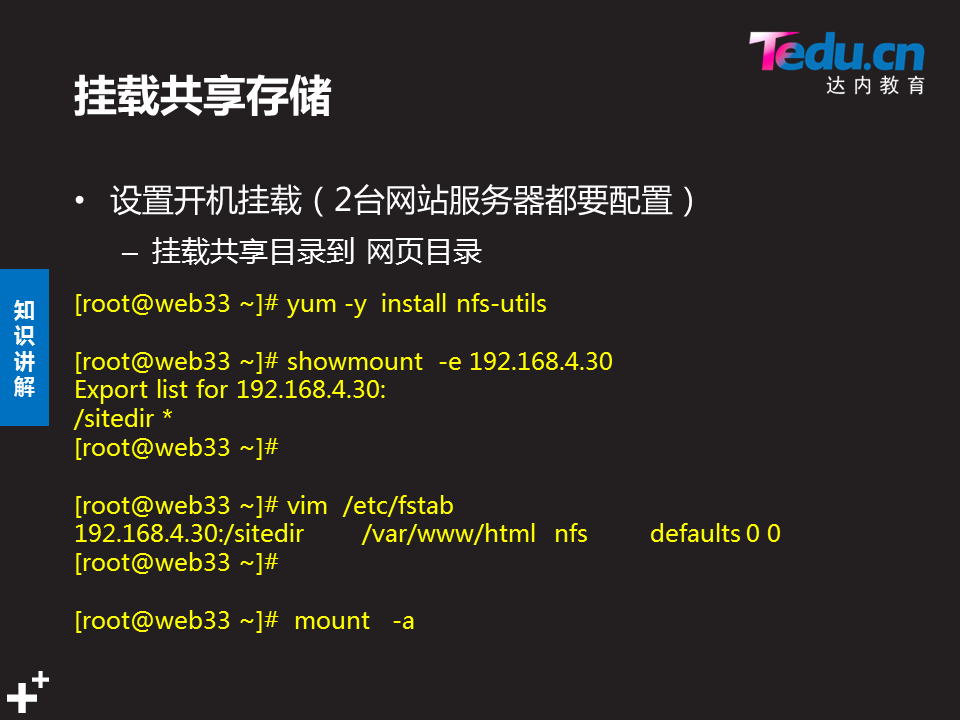 Tedu.cn
达内教育
挂载共享存储
• 设置开机挂载（2台网站服务器都要配置）
– 挂载共享目录到 网页目录
知识讲解
[root@web33 ~]# yum -y install nfs-utils
[root@web33 ~]# showmount -e 192.168.4.30
Export list for 192.168.4.30:
/sitedir *
[root@web33 ~]#
[root@web33 ~]# vim /etc/fstab
192.168.4.30:/sitedir /var/www/html nfs defaults 0 0
[root@web33 ~]#
[root@web33 ~]# mount -a